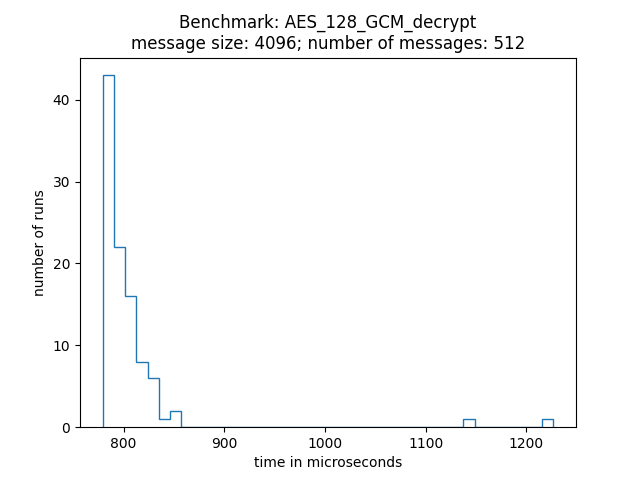 Benchmark: AES_128_GCM_decrypt
message size: 4096; number of messages: 512
40
30
20
10
0
number of runs
800 900 1000 1100 1200
time in microseconds